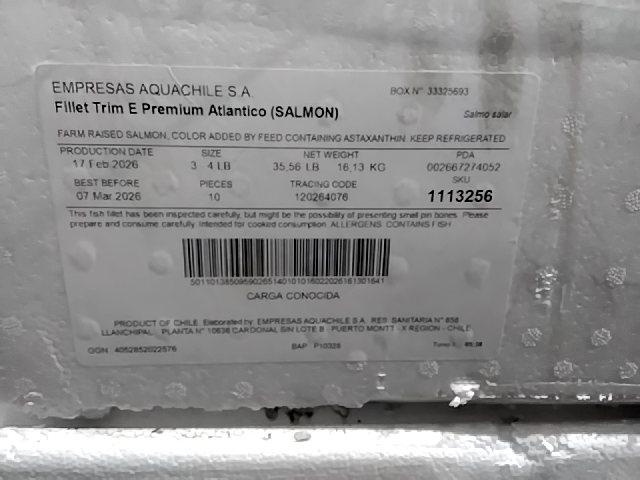 EMPRESAS AQUACHILE S.A.
BOX N° 33325693
Fillet Trim E Premium Atlantico (SALMON)
Salmo salar
FARM RAISED SALMON, COLOR ADDED BY FEED CONTAINING ASTAXANTHIN. KEEP REFRIGERATED
PRODUCTION DATE SIZE NET WEIGHT PDA
17 Feb 2026 3 4 LB 35,56 LB 16,13 KG 002667274052
BEST BEFORE PIECES TRACING CODE SKU
07 Mar 2026 10 120264076 1113256
This fish fillet has been inspected carefully, but might be the possibility of presenting small pin bones. Please
prepare and consume carefully. Intended for cooked consumption. ALLERGENS: CONTAINS FISH
CARGA CONOCIDA
PRODUCT OF CHILE. Elaborated by: EMPRESAS AQUACHILE S.A. RES. SANITARIA N° 858
LLANCHIPAL, PLANTA N° 10636 CARDONAL S/N LOTE B - PUERTO MONTT - X REGION - CHILE
GGN: 4052852022576 BAP P10328